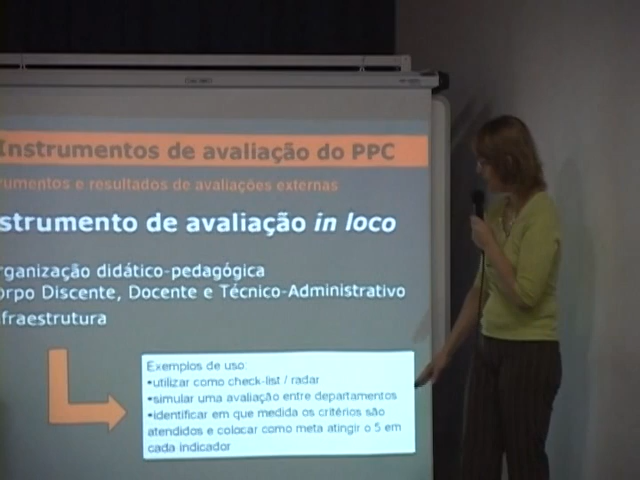 Instrumentos de avaliação do PPC
rumentos e resultados de avaliações externas
strumento de avaliação in loco
rganização didático-pedagógica
orpo Discente, Docente e Técnico-Administrativo
fraestrutura
Exemplos de uso
•utilizar como check-list / radar
•simular uma avaliação entre departamentos
•identificar em que medida os critérios são
atendidos e colocar como meta atingir o 5 em
cada indicador